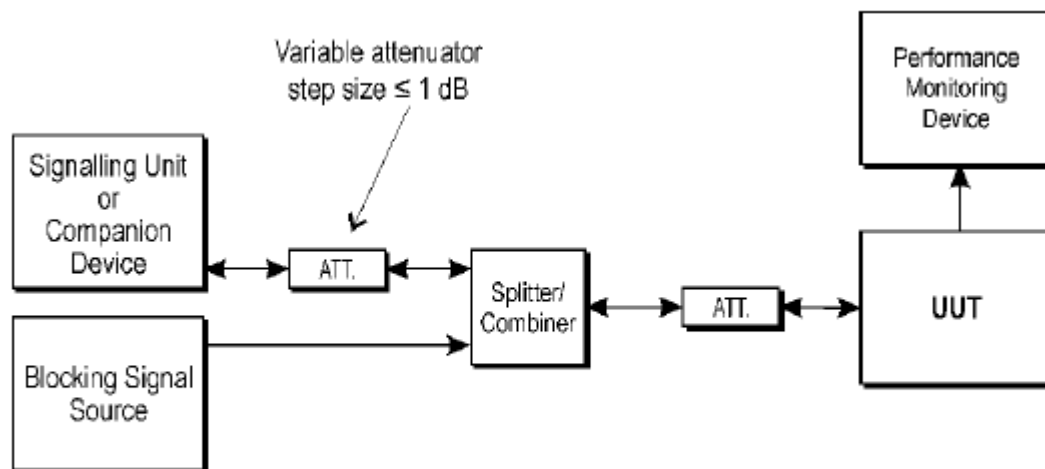 Variable attenuator
step size ≤ 1 dB
Performance
Monitoring
Device
Signalling Unit
or
Companion
Device
ATT.
Splitter/
Combiner
ATT.
UUT
Blocking Signal
Source